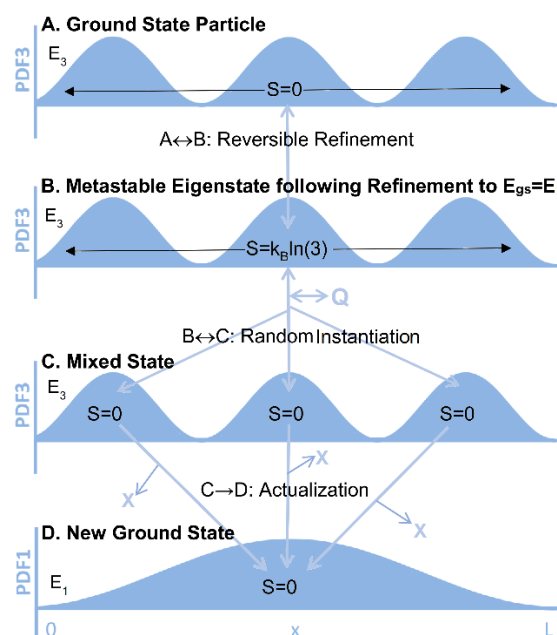 A. Ground State Particle
PDF3
E3
S=0
A↔B: Reversible Refinement
B. Metastable Eigenstate following Refinement to Egs=E
PDF3
E3
S=kBln(3)
Q
B↔C: Random Instantiation
C. Mixed State
PDF3
E3
S=0 S=0 S=0
X
C→D: Actualization
X X
D. New Ground State
PDF1
E1
S=0
0 x L